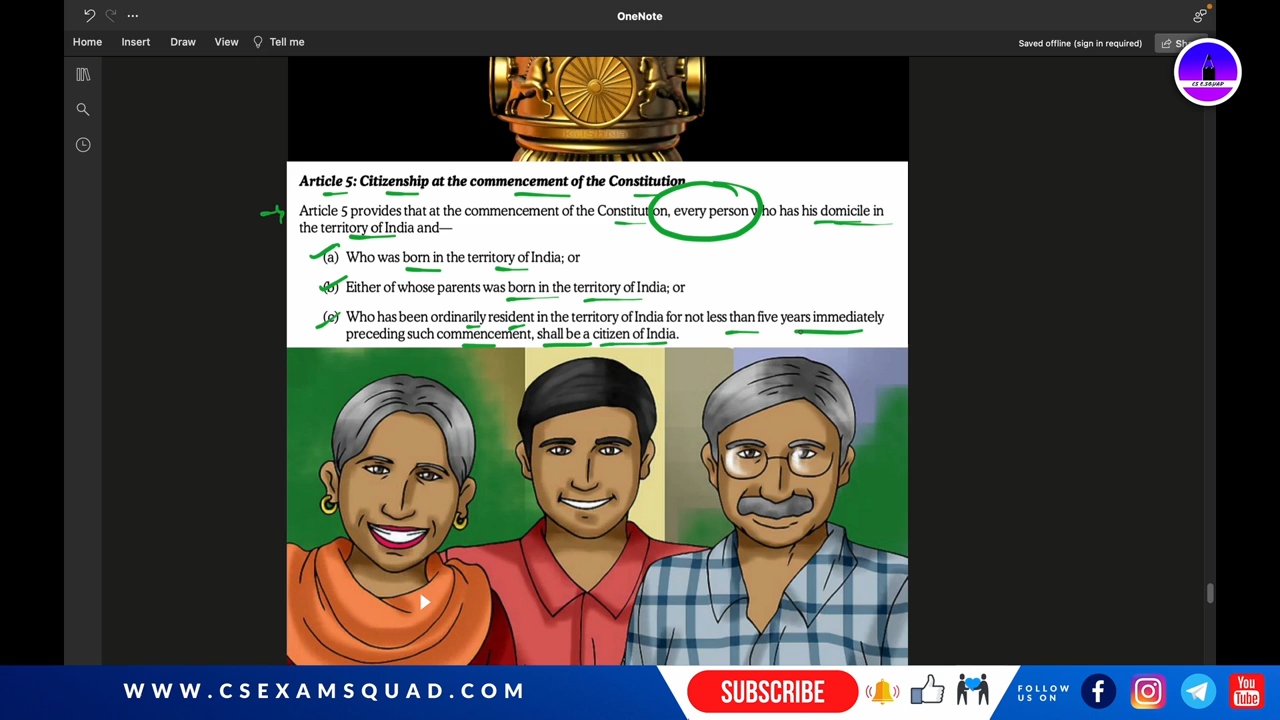 OneNote
Home Insert Draw View Tell me
Saved offline (sign in required)
CS E.SQUAD
Article 5: Citizenship at the commencement of the Constitution
Article 5 provides that at the commencement of the Constitution, every person who has his domicile in
the territory of India and—
(a) Who was born in the territory of India; or
(b) Either of whose parents was born in the territory of India; or
(c) Who has been ordinarily resident in the territory of India for not less than five years immediately
preceding such commencement, shall be a citizen of India.
WWW.CSEXAMSQUAD.COM
SUBSCRIBE
FOLLOW
US ON
You
Tube